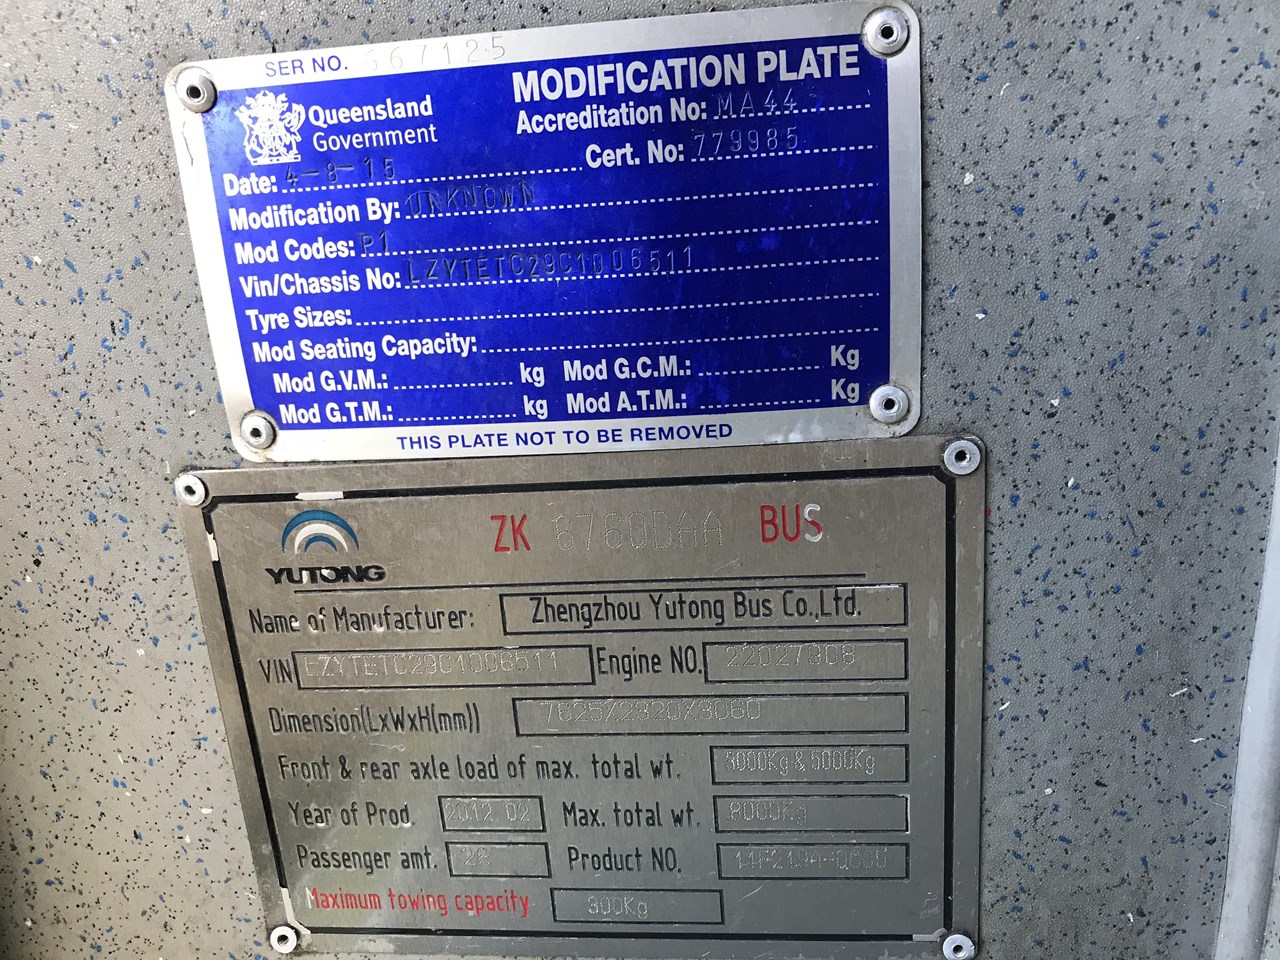 SER NO. 667125
MODIFICATION PLATE
Queensland
Government
Accreditation No: MA44
Cert. No: 779985
Date: 4-8-15
Modification By: UNKNOWN
Mod Codes: P1
Vin/Chassis No: LZYTETC29C1006511
Tyre Sizes:
Mod Seating Capacity:
Mod G.V.M.: kg Mod G.C.M.: Kg
Mod G.T.M.: kg Mod A.T.M.: Kg
THIS PLATE NOT TO BE REMOVED
YUTONG
ZK 6760DAA BUS
Name of Manufacturer: Zhengzhou Yutong Bus Co.,Ltd.
VIN LZYTETC29C1006511 Engine NO. 22027908
Dimension(LxWxH(mm)) 7625X2320X3060
Front & rear axle load of max. total wt. 3000Kg & 5000Kg
Year of Prod. 2012.02 Max. total wt. 8000Kg
Passenger amt. 28 Product NO.
Maximum towing capacity 300Kg